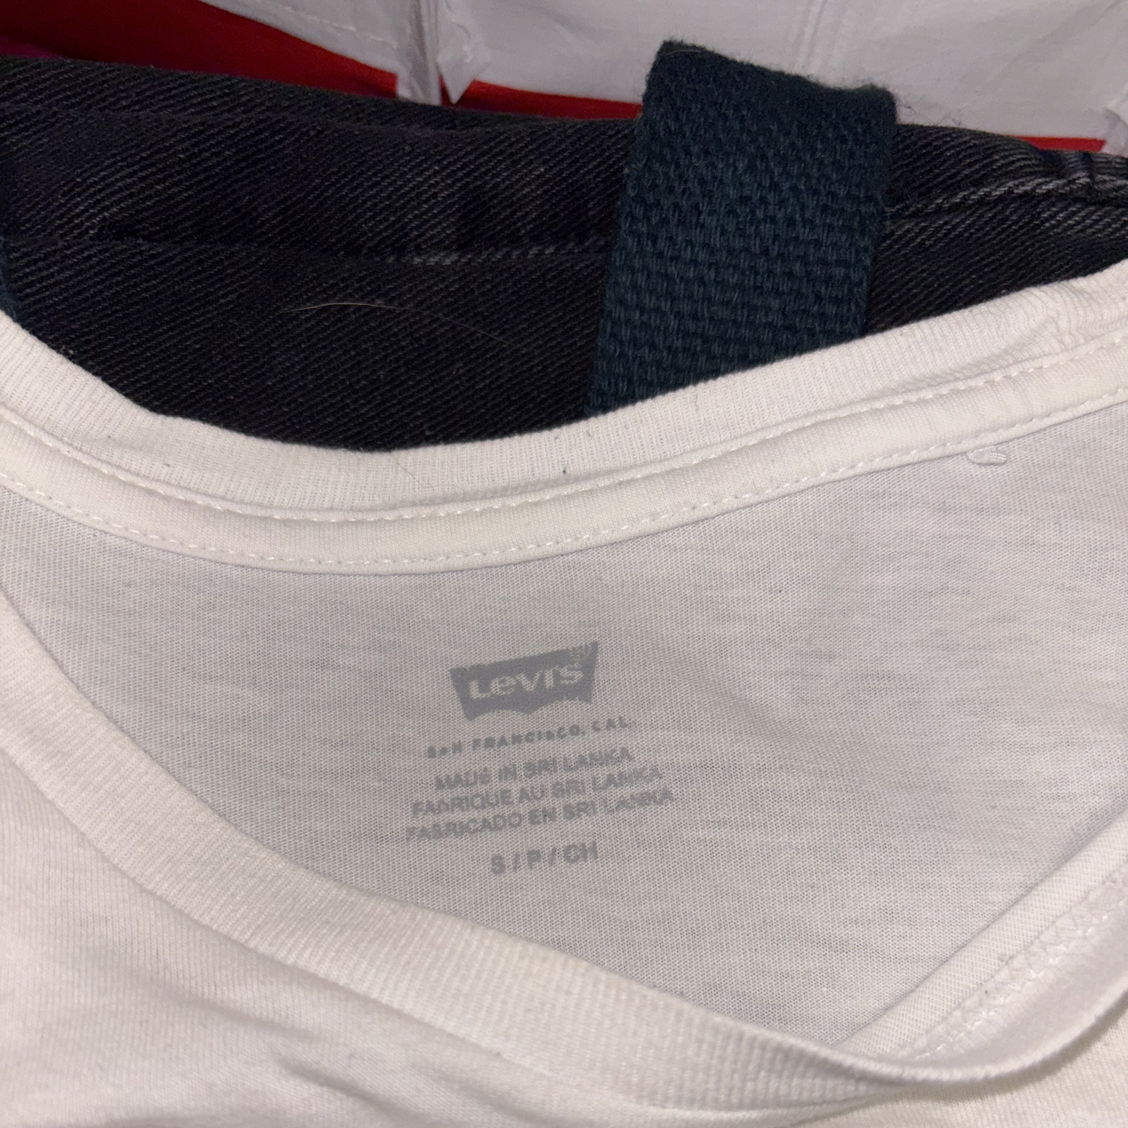 Levi's
SAN FRANCISCO, CAL.
MADE IN SRI LANKA
FABRIQUE AU SRI LANKA
FABRICADO EN SRI LANKA
S / P / CH